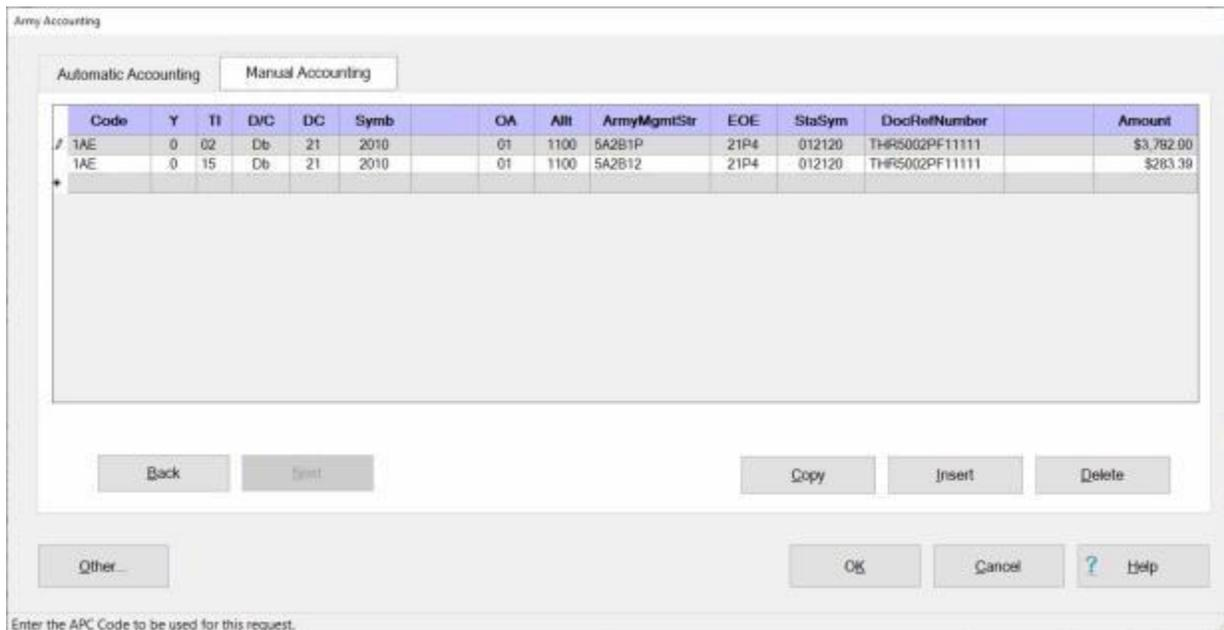 Army Accounting
Automatic Accounting Manual Accounting
Code Y TI D/C DC Symb OA Allt ArmyMgmtStr EOE StaSym DocRefNumber Amount
1AE 0 02 Db 21 2010 01 1100 5A2B1P 21P4 012120 THR5002PF11111 $3,792.00
1AE 0 15 Db 21 2010 01 1100 5A2B12 21P4 012120 THR5002PF11111 $283.39
Back Next Copy Insert Delete
Other... OK Cancel ? Help
Enter the APC Code to be used for this request.